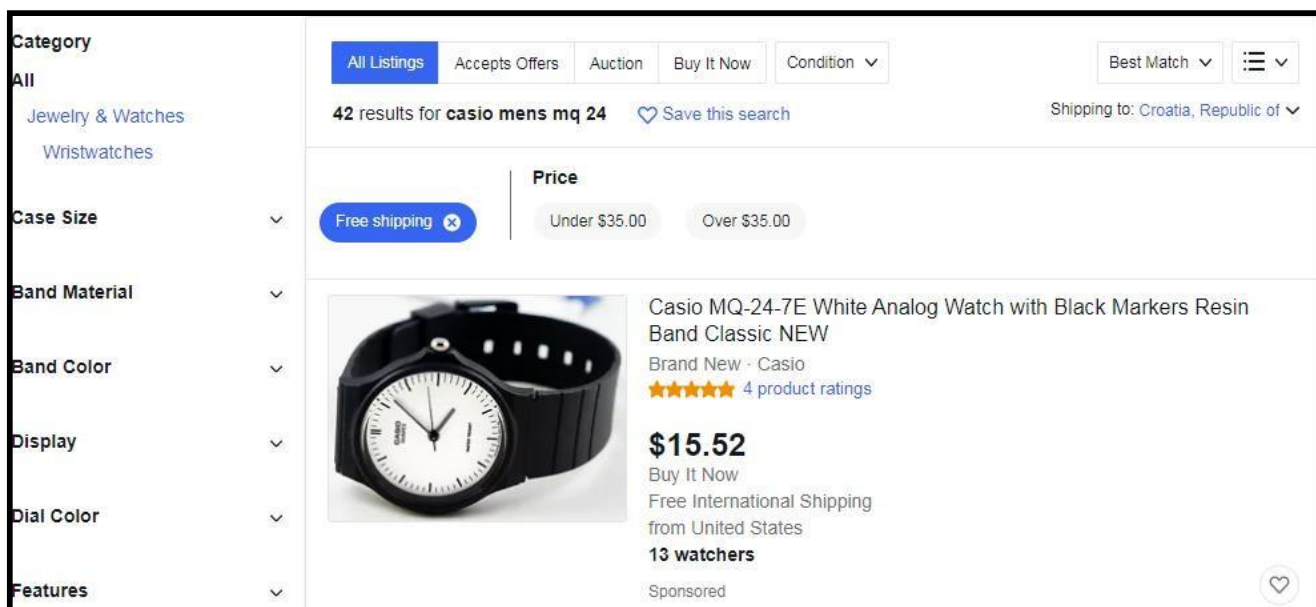 Category
All
Jewelry & Watches
Wristwatches
Case Size
Band Material
Band Color
Display
Dial Color
Features
All Listings
Accepts Offers
Auction
Buy It Now
Condition
Best Match
42 results for casio mens mq 24
Save this search
Shipping to: Croatia, Republic of
Free shipping
Price
Under $35.00
Over $35.00
CASIO
Casio MQ-24-7E White Analog Watch with Black Markers Resin
Band Classic NEW
Brand New · Casio
4 product ratings
$15.52
Buy It Now
Free International Shipping
from United States
13 watchers
Sponsored